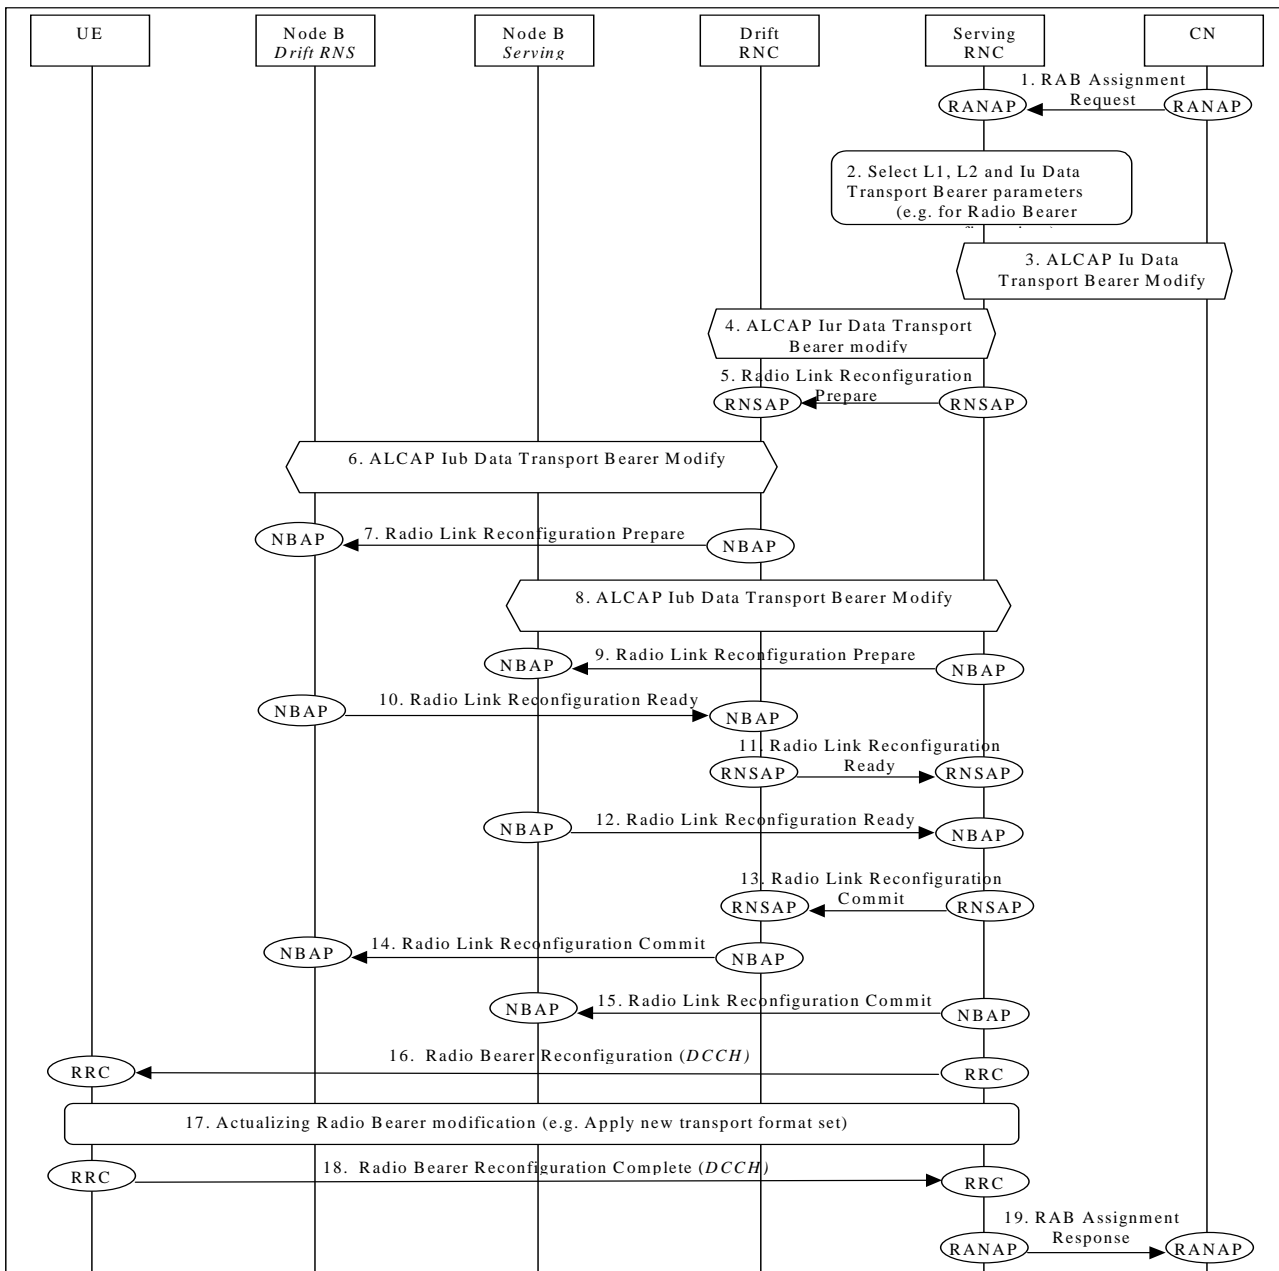 UE
Node B
Drift RNS
Node B
Serving
Drift
RNC
Serving
RNC
CN
1. RAB Assignment
Request
RANAP
RANAP
2. Select L1, L2 and Iu Data
Transport Bearer parameters
(e.g. for Radio Bearer
3. ALCAP Iu Data
Transport Bearer Modify
4. ALCAP Iur Data Transport
Bearer modify
5. Radio Link Reconfiguration
Prepare
RNSAP
RNSAP
6. ALCAP Iub Data Transport Bearer Modify
7. Radio Link Reconfiguration Prepare
NBAP
NBAP
8. ALCAP Iub Data Transport Bearer Modify
9. Radio Link Reconfiguration Prepare
NBAP
NBAP
10. Radio Link Reconfiguration Ready
NBAP
NBAP
11. Radio Link Reconfiguration
Ready
RNSAP
RNSAP
12. Radio Link Reconfiguration Ready
NBAP
NBAP
13. Radio Link Reconfiguration
Commit
RNSAP
RNSAP
14. Radio Link Reconfiguration Commit
NBAP
NBAP
15. Radio Link Reconfiguration Commit
NBAP
NBAP
16. Radio Bearer Reconfiguration (DCCH)
RRC
RRC
17. Actualizing Radio Bearer modification (e.g. Apply new transport format set)
18. Radio Bearer Reconfiguration Complete (DCCH)
RRC
RRC
19. RAB Assignment
Response
RANAP
RANAP